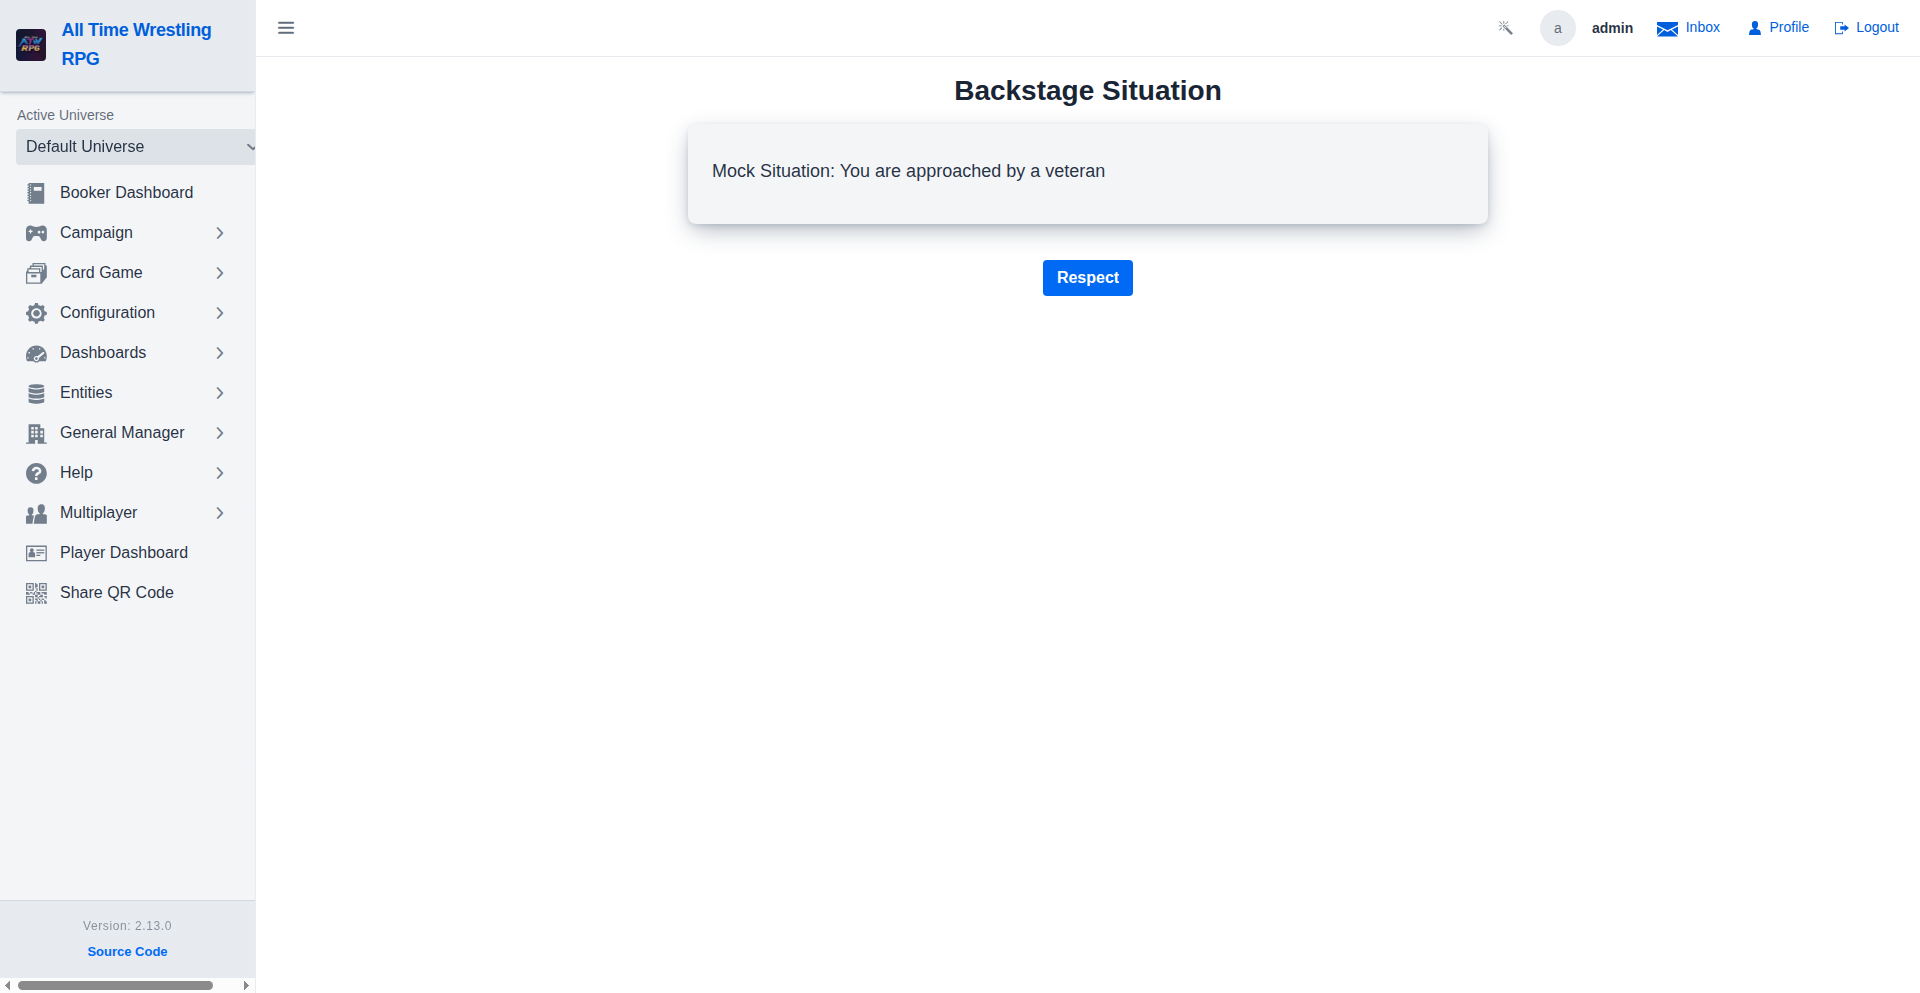 All Time Wrestling
RPG
a
admin
Inbox
Profile
Logout
Active Universe
Default Universe
Booker Dashboard
Campaign
Card Game
Configuration
Dashboards
Entities
General Manager
Help
Multiplayer
Player Dashboard
Share QR Code
Version: 2.13.0
Source Code
Backstage Situation
Mock Situation: You are approached by a veteran
Respect